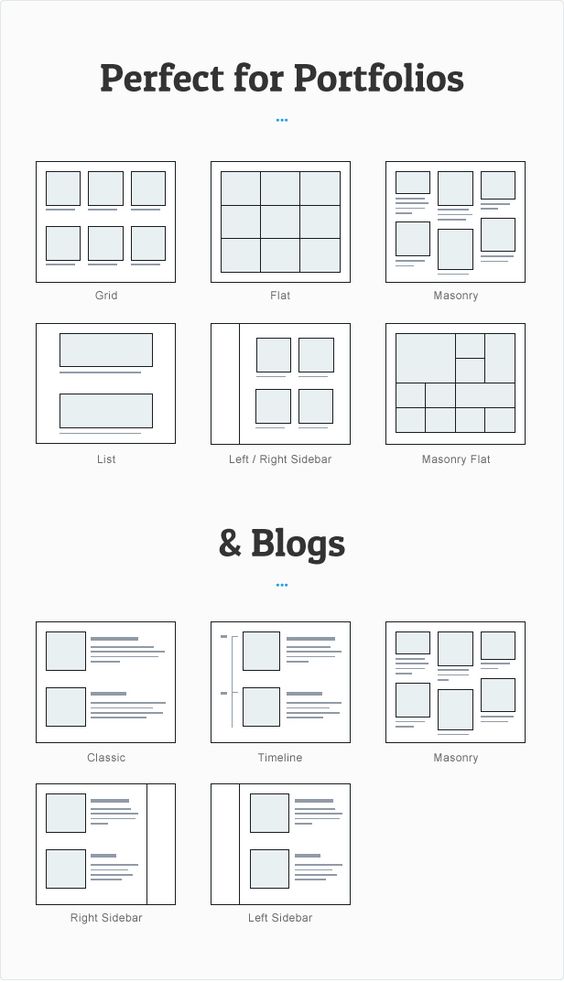 Perfect for Portfolios
Grid
Flat
Masonry
List
Left / Right Sidebar
Masonry Flat
& Blogs
Classic
Timeline
Masonry
Right Sidebar
Left Sidebar